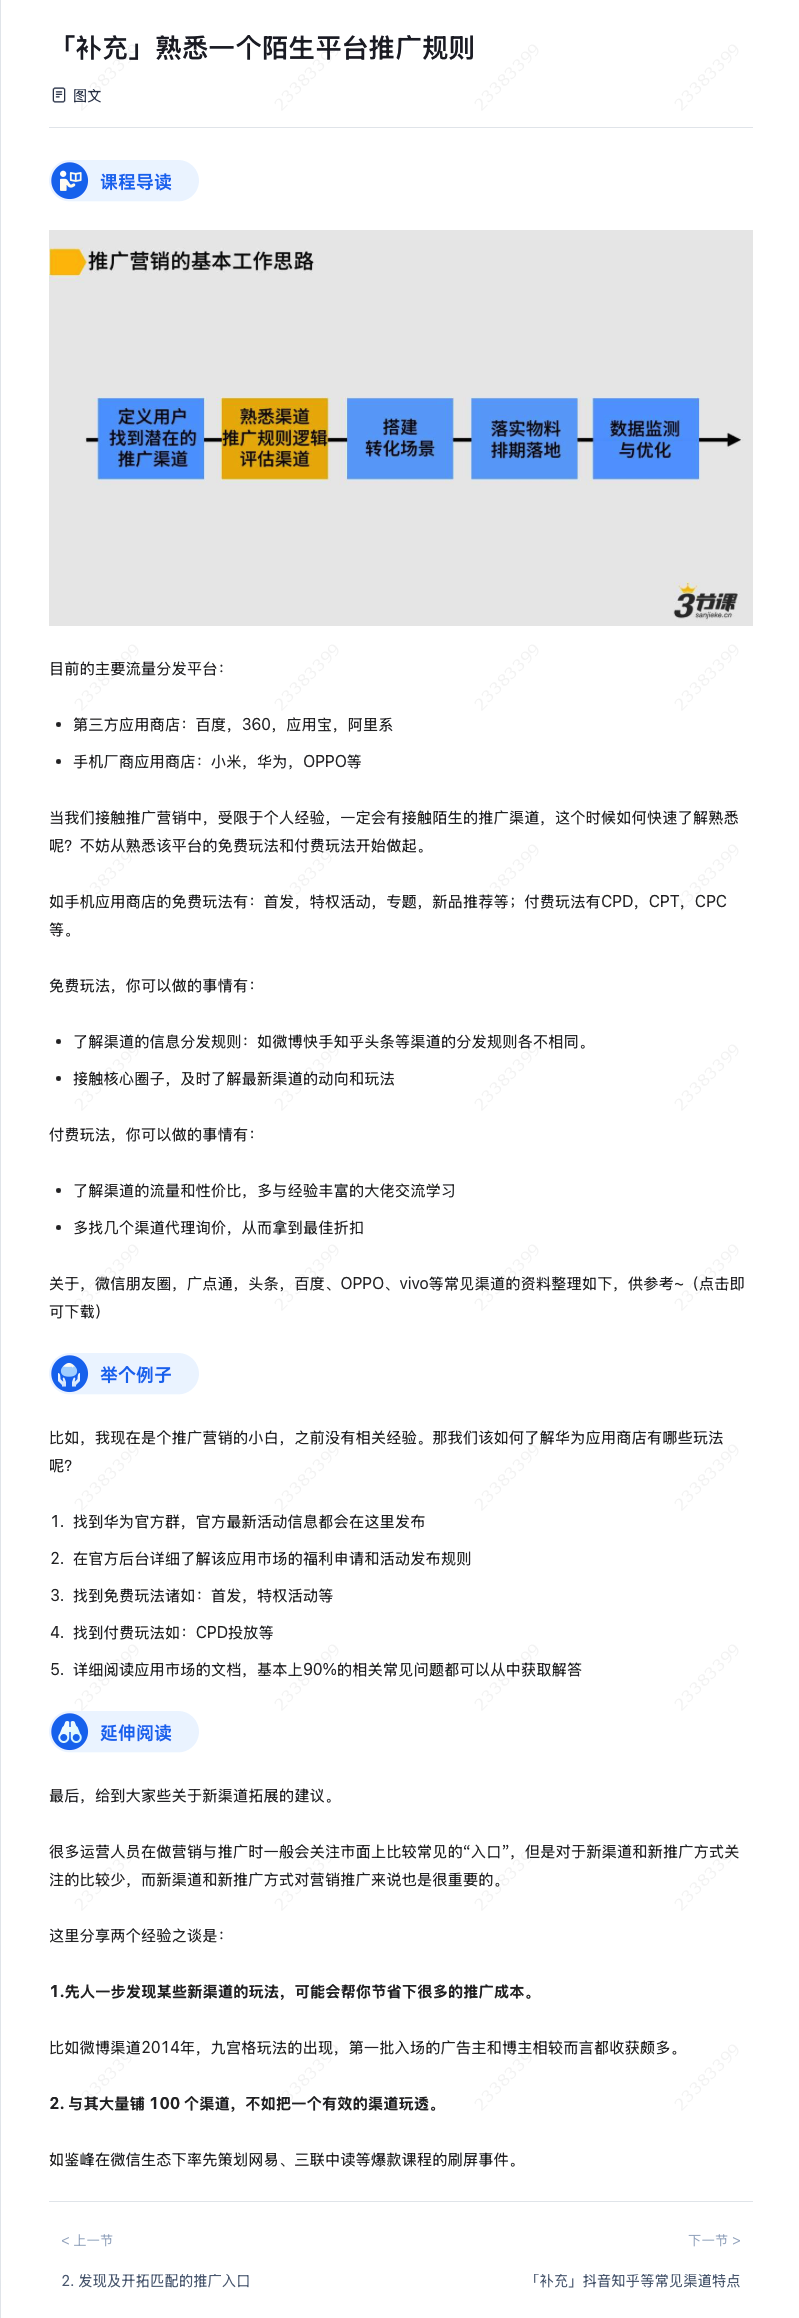 「补充」熟悉一个陌生平台推广规则
图文
课程导读
推广营销的基本工作思路
定义用户
找到潜在的
推广渠道
熟悉渠道
推广规则逻辑
评估渠道
搭建
转化场景
落实物料
排期落地
数据监测
与优化
3节课
sanjieke.cn
目前的主要流量分发平台：
• 第三方应用商店：百度，360，应用宝，阿里系
• 手机厂商应用商店：小米，华为，OPPO等
当我们接触推广营销中，受限于个人经验，一定会有接触陌生的推广渠道，这个时候如何快速了解熟悉
呢？不妨从熟悉该平台的免费玩法和付费玩法开始做起。
如手机应用商店的免费玩法有：首发，特权活动，专题，新品推荐等；付费玩法有CPD，CPT，CPC
等。
免费玩法，你可以做的事情有：
• 了解渠道的信息分发规则：如微博快手知乎头条等渠道的分发规则各不相同。
• 接触核心圈子，及时了解最新渠道的动向和玩法
付费玩法，你可以做的事情有：
• 了解渠道的流量和性价比，多与经验丰富的大佬交流学习
• 多找几个渠道代理询价，从而拿到最佳折扣
关于，微信朋友圈，广点通，头条，百度、OPPO、vivo等常见渠道的资料整理如下，供参考~（点击即
可下载）
举个例子
比如，我现在是个推广营销的小白，之前没有相关经验。那我们该如何了解华为应用商店有哪些玩法
呢？
1. 找到华为官方群，官方最新活动信息都会在这里发布
2. 在官方后台详细了解该应用市场的福利申请和活动发布规则
3. 找到免费玩法诸如：首发，特权活动等
4. 找到付费玩法如：CPD投放等
5. 详细阅读应用市场的文档，基本上90%的相关常见问题都可以从中获取解答
延伸阅读
最后，给到大家些关于新渠道拓展的建议。
很多运营人员在做营销与推广时一般会关注市面上比较常见的“入口”，但是对于新渠道和新推广方式关
注的比较少，而新渠道和新推广方式对营销推广来说也是很重要的。
这里分享两个经验之谈是：
1.先人一步发现某些新渠道的玩法，可能会帮你节省下很多的推广成本。
比如微博渠道2014年，九宫格玩法的出现，第一批入场的广告主和博主相较而言都收获颇多。
2. 与其大量铺 100 个渠道，不如把一个有效的渠道玩透。
如鉴峰在微信生态下率先策划网易、三联中读等爆款课程的刷屏事件。
< 上一节
下一节 >
2. 发现及开拓匹配的推广入口
「补充」抖音知乎等常见渠道特点
23383399